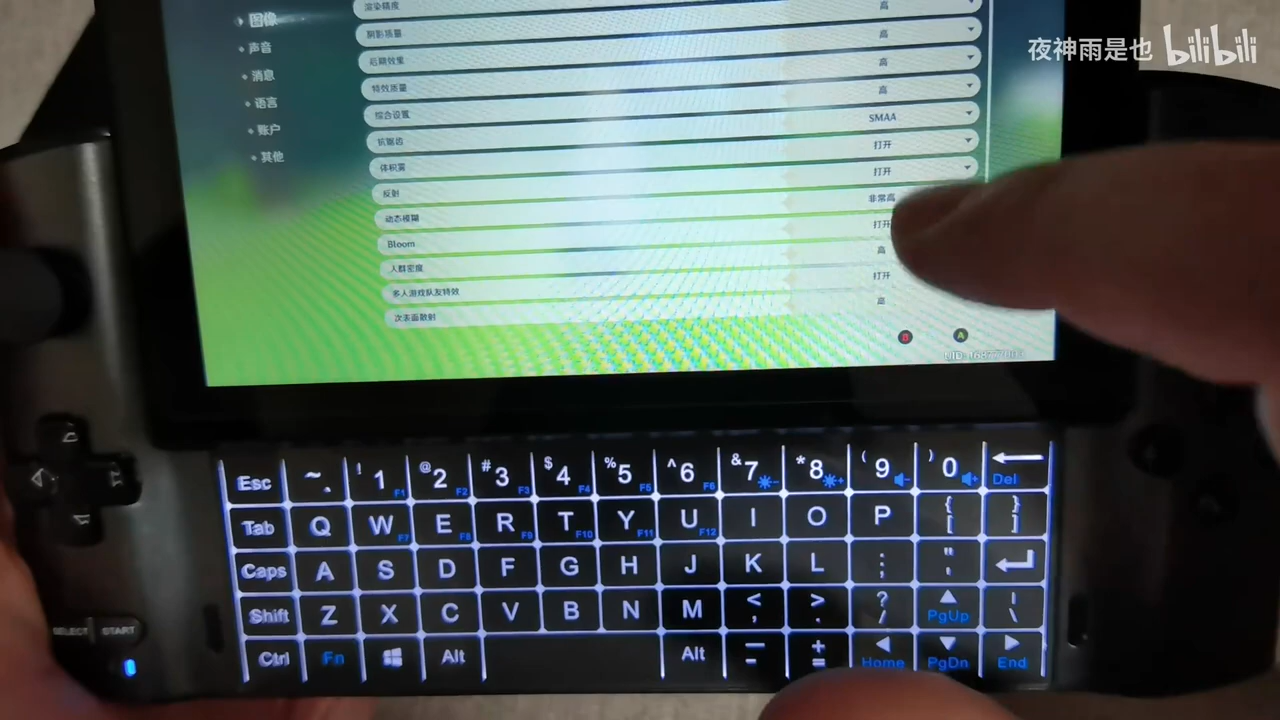 夜神雨是也 bilibili
图像
声音
消息
语言
账户
其他
渲染精度 高
阴影质量 高
后期效果 高
特效质量 高
综合设置 SMAA
抗锯齿 打开
体积雾 打开
反射 非常高
动态模糊 打开
Bloom 高
人群密度 打开
多人游戏队友特效 高
次表面散射
B A
Esc ~ ! 1 F1 @ 2 F2 # 3 F3 $ 4 F4 % 5 F5 ^ 6 F6 & 7 * 8 ( 9 ) 0 Del
Tab Q W F7 E F8 R F9 T F10 Y F11 U F12 I O P { [ } ]
Caps A S D F G H J K L : ; " '
Shift Z X C V B N M < , > . ? / PgUp | \
Ctrl Fn Alt Alt _ - + = Home PgDn End
SELECT START